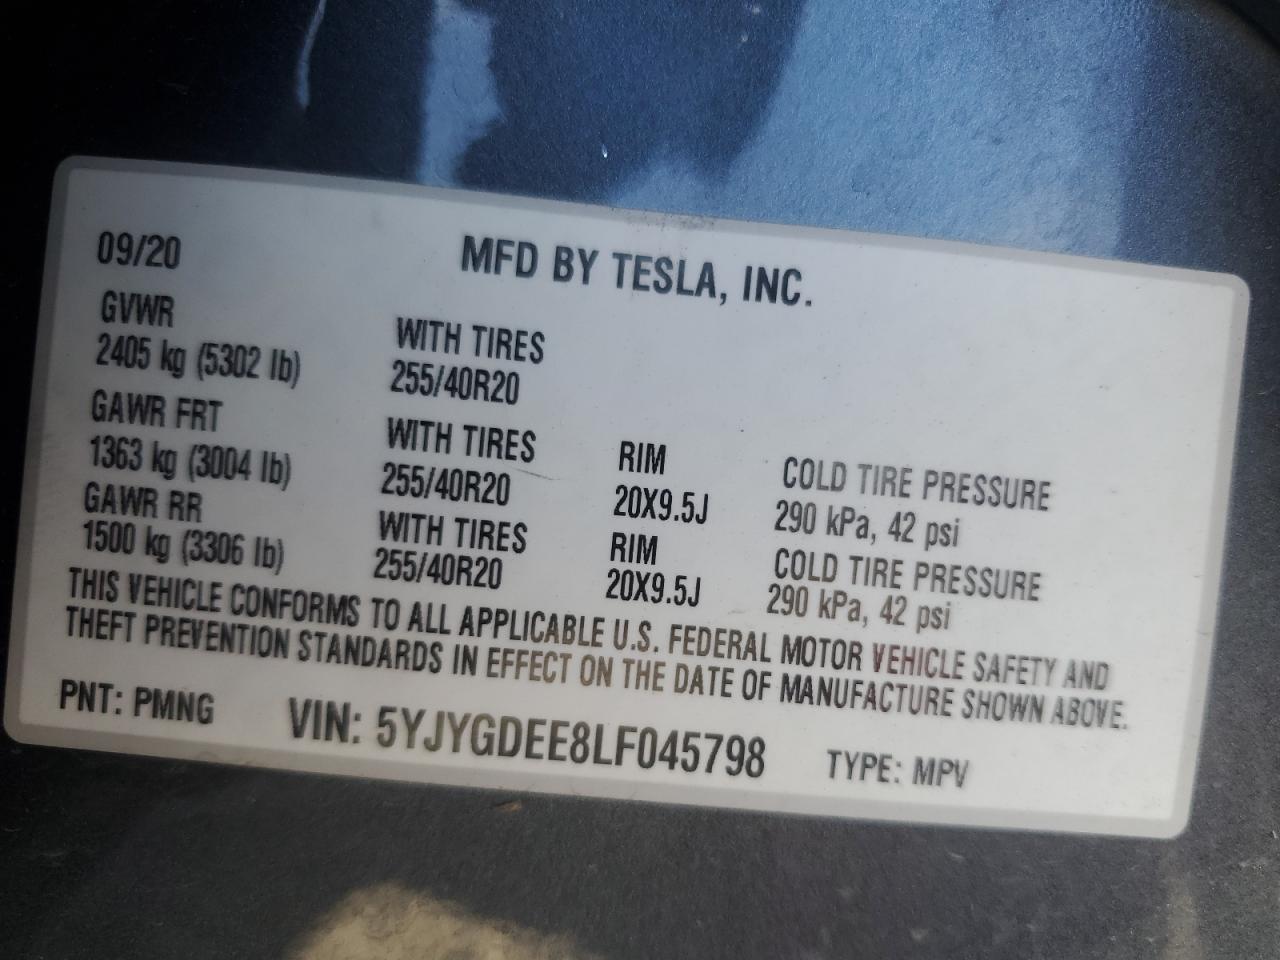 09/20 MFD BY TESLA, INC.
GVWR WITH TIRES
2405 kg (5302 lb) 255/40R20
GAWR FRT WITH TIRES RIM COLD TIRE PRESSURE
1363 kg (3004 lb) 255/40R20 20X9.5J 290 kPa, 42 psi
GAWR RR WITH TIRES RIM COLD TIRE PRESSURE
1500 kg (3306 lb) 255/40R20 20X9.5J 290 kPa, 42 psi
THIS VEHICLE CONFORMS TO ALL APPLICABLE U.S. FEDERAL MOTOR VEHICLE SAFETY AND
THEFT PREVENTION STANDARDS IN EFFECT ON THE DATE OF MANUFACTURE SHOWN ABOVE.
PNT: PMNG VIN: 5YJYGDEE8LF045798 TYPE: MPV